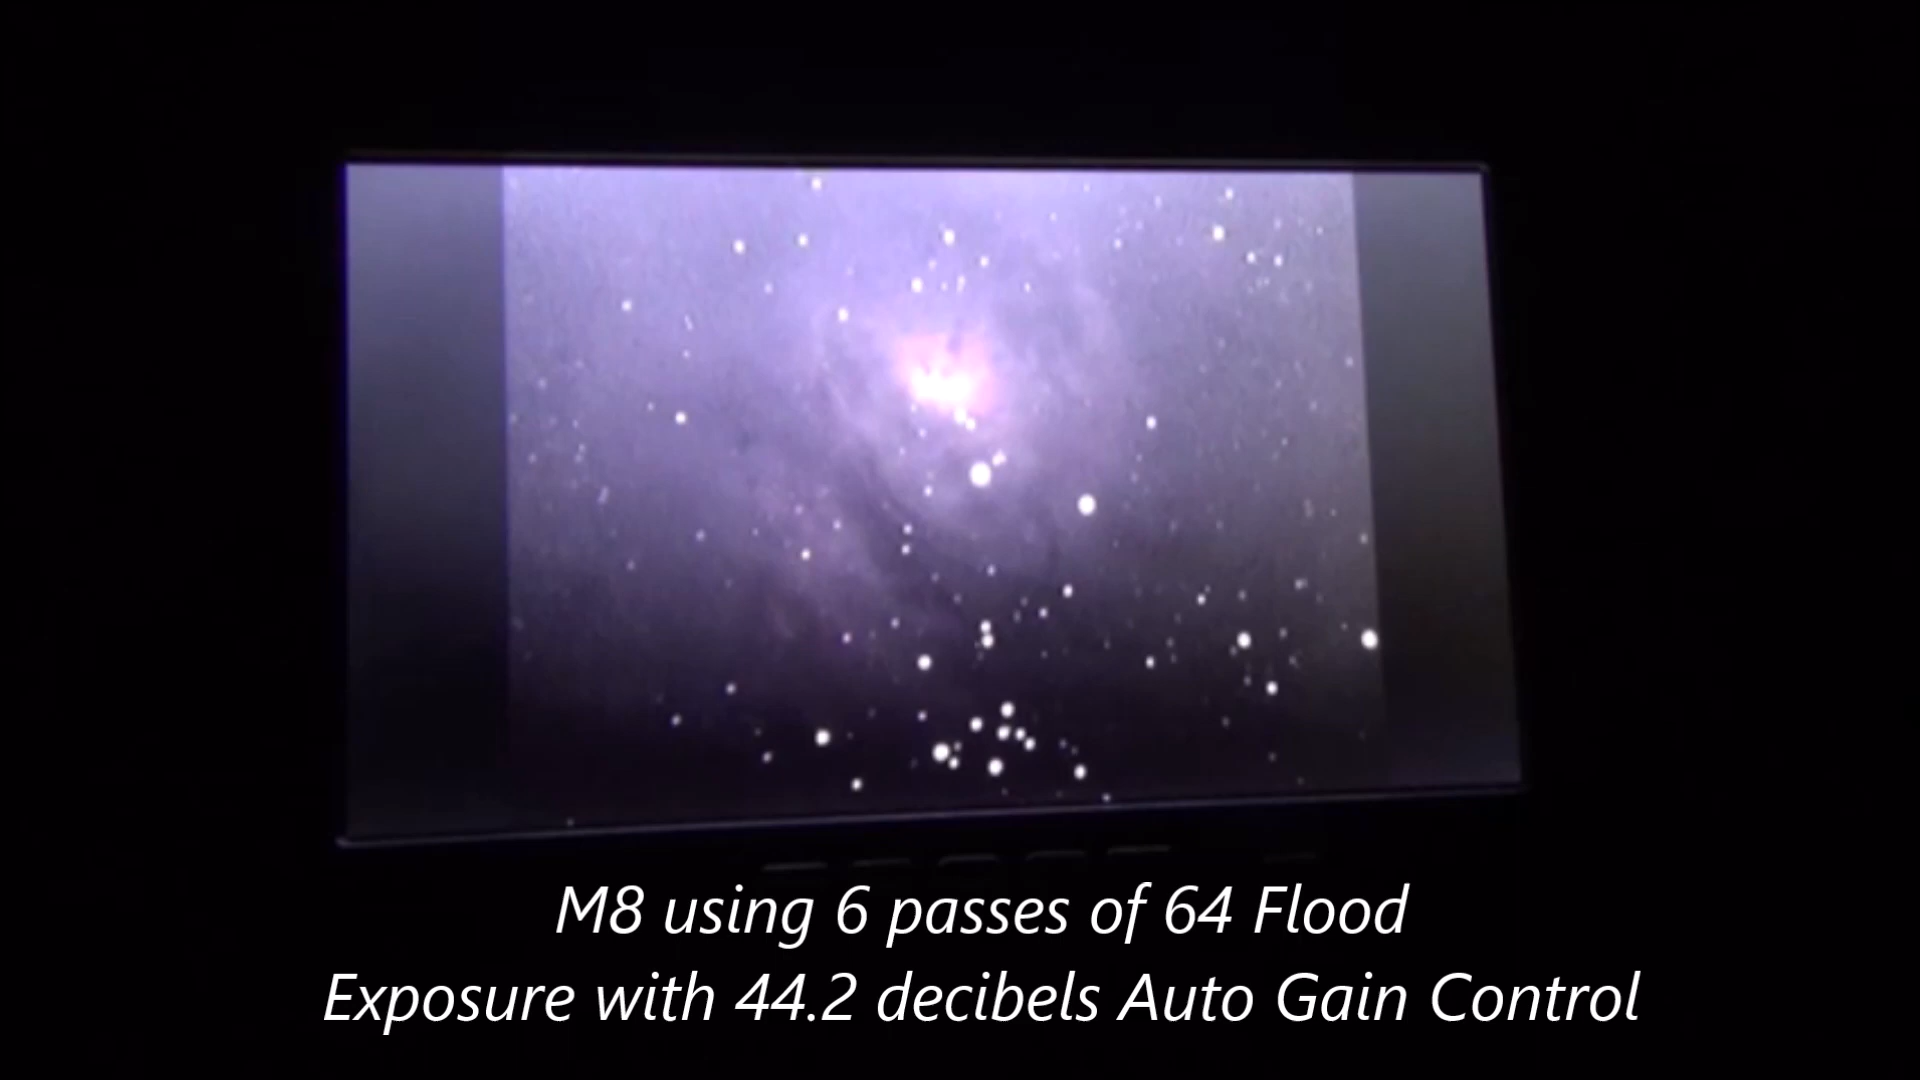 M8 using 6 passes of 64 Flood
Exposure with 44.2 decibels Auto Gain Control